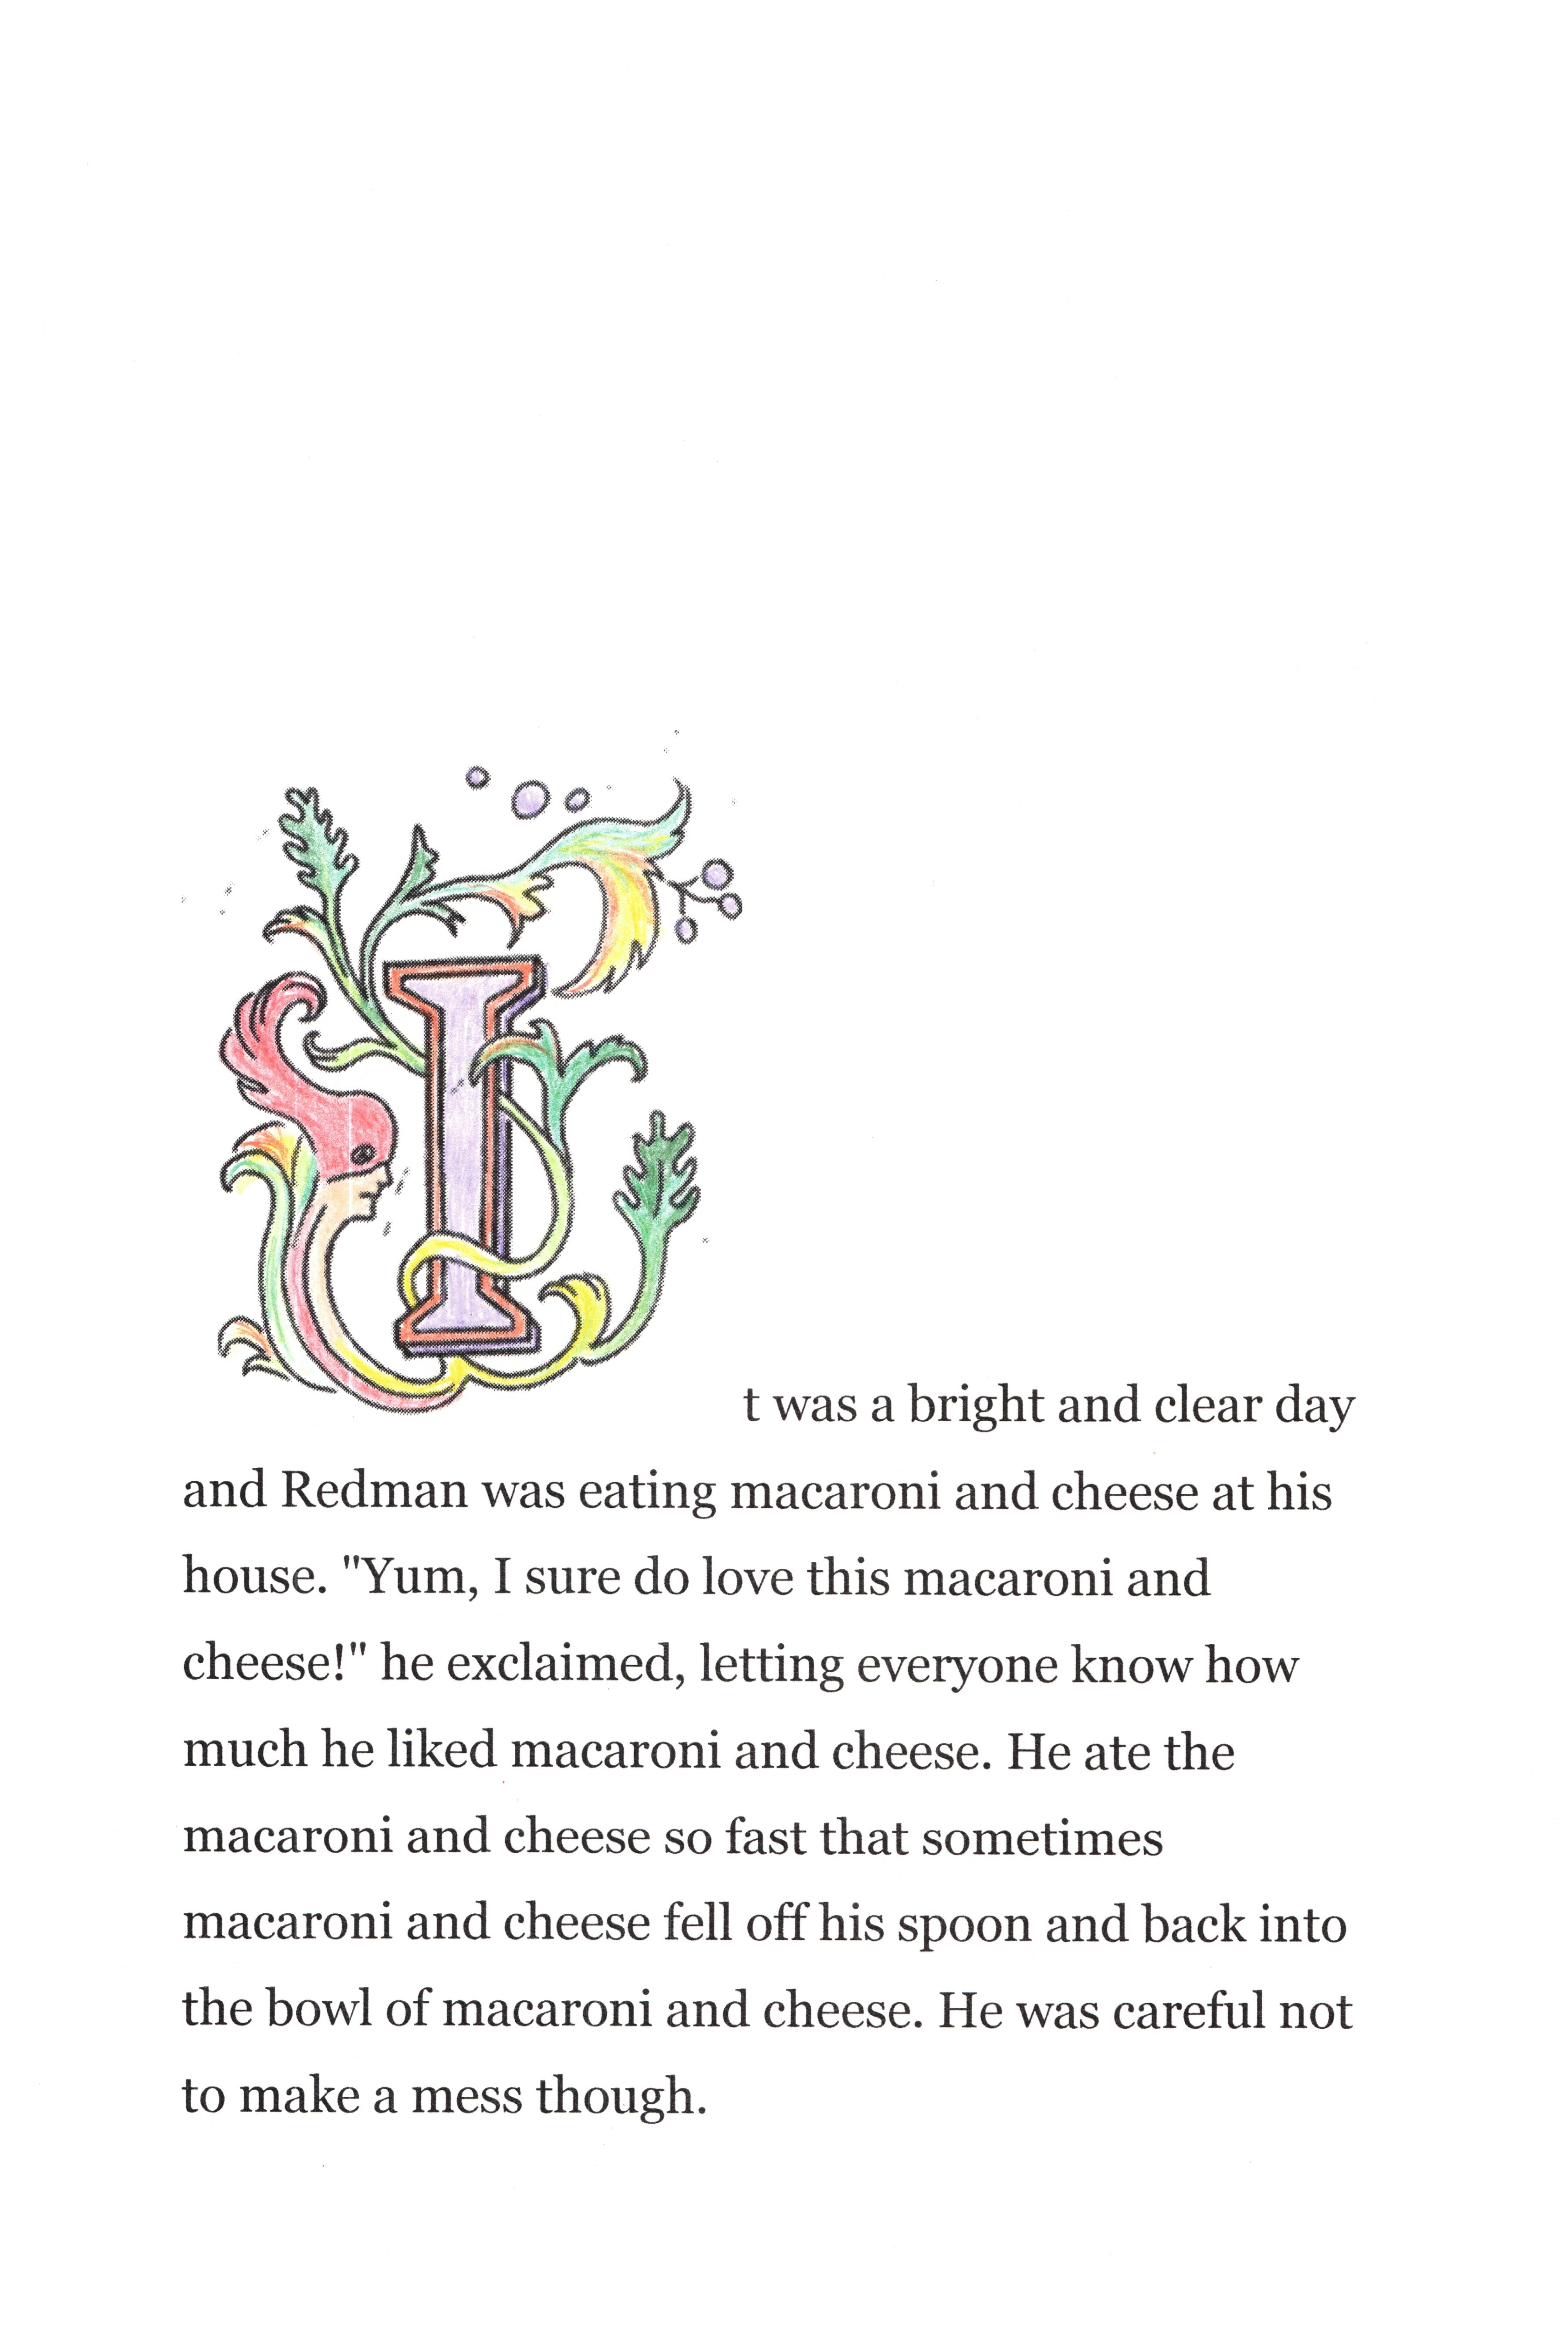 It was a bright and clear day
and Redman was eating macaroni and cheese at his
house. "Yum, I sure do love this macaroni and
cheese!" he exclaimed, letting everyone know how
much he liked macaroni and cheese. He ate the
macaroni and cheese so fast that sometimes
macaroni and cheese fell off his spoon and back into
the bowl of macaroni and cheese. He was careful not
to make a mess though.